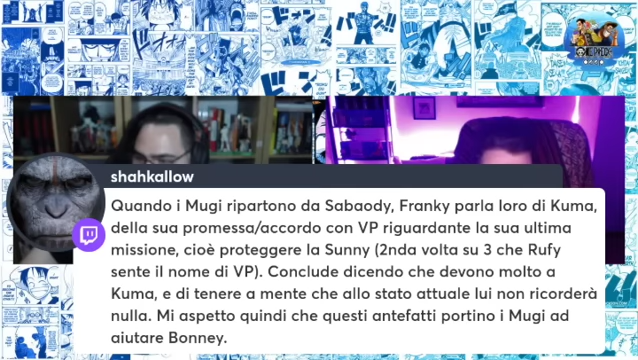 shahkallow
Quando i Mugi ripartono da Sabaody, Franky parla loro di Kuma,
della sua promessa/accordo con VP riguardante la sua ultima
missione, cioè proteggere la Sunny (2nda volta su 3 che Rufy
sente il nome di VP). Conclude dicendo che devono molto a
Kuma, e di tenere a mente che allo stato attuale lui non ricorderà
nulla. Mi aspetto quindi che questi antefatti portino i Mugi ad
aiutare Bonney.